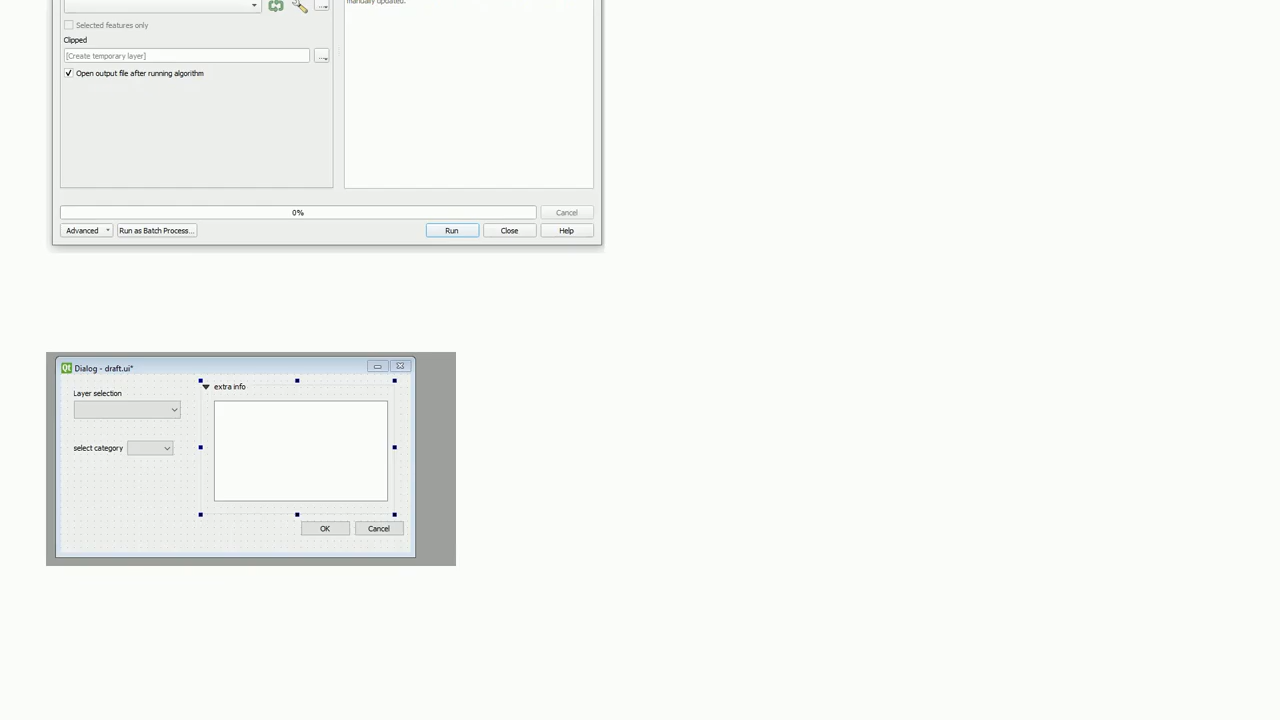 manually updated.
...
Selected features only
Clipped
[Create temporary layer]
...
Open output file after running algorithm
0%
Cancel
Advanced
Run as Batch Process...
Run
Close
Help
Qt Dialog - draft.ui*
Layer selection
extra info
select category
OK
Cancel